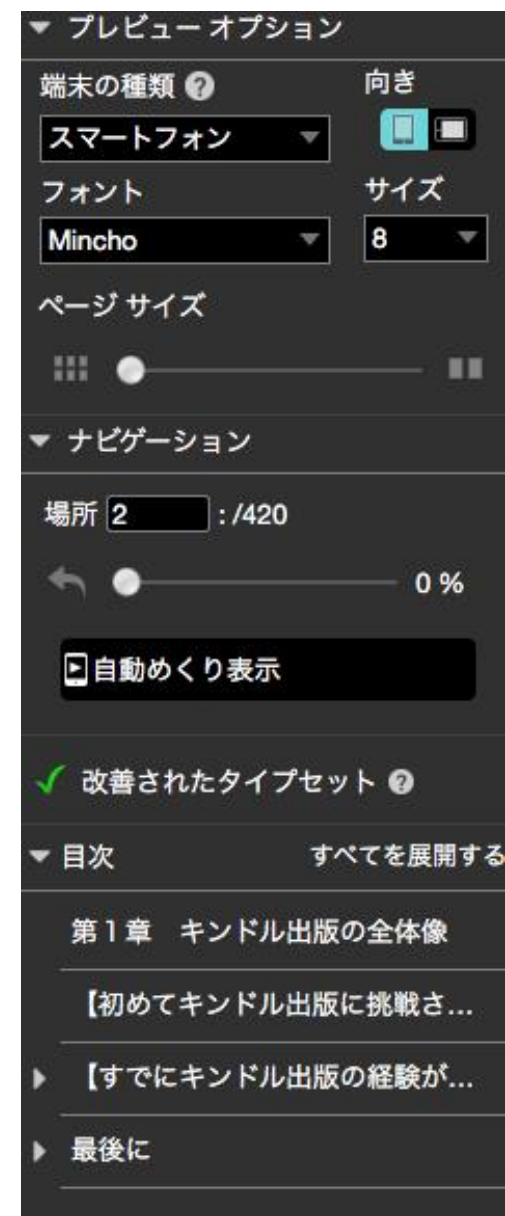 プレビュー オプション
端末の種類 ?
向き
スマートフォン
フォント
サイズ
Mincho
8
ページ サイズ
ナビゲーション
場所 2 : /420
0 %
自動めくり表示
改善されたタイプセット ?
目次
すべてを展開する
第1章　キンドル出版の全体像
【初めてキンドル出版に挑戦さ...
【すでにキンドル出版の経験が...
最後に